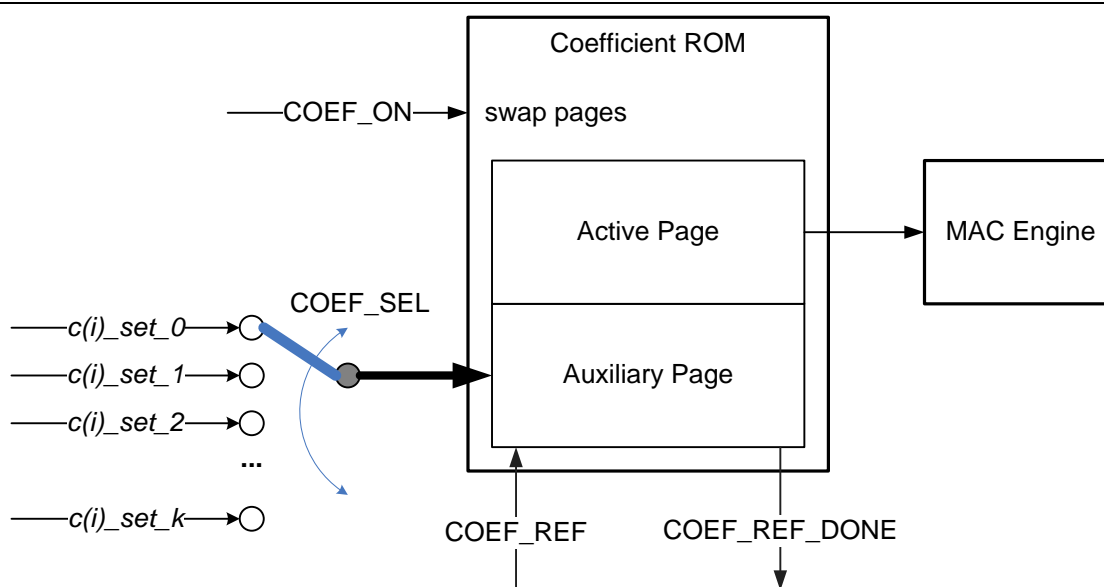 Coefficient ROM
COEF_ON
swap pages
Active Page
MAC Engine
COEF_SEL
c(i)_set_0
c(i)_set_1
Auxiliary Page
c(i)_set_2
...
c(i)_set_k
COEF_REF
COEF_REF_DONE